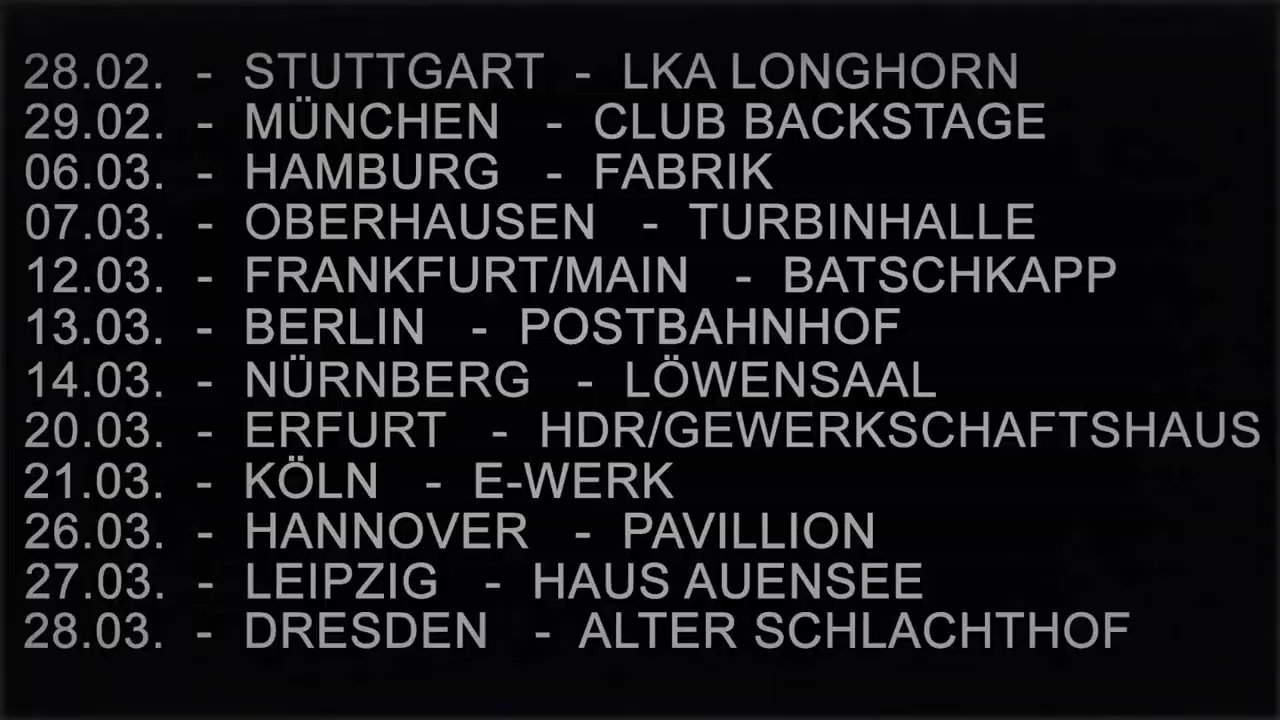 28.02. - STUTTGART - LKA LONGHORN
29.02. - MÜNCHEN - CLUB BACKSTAGE
06.03. - HAMBURG - FABRIK
07.03. - OBERHAUSEN - TURBINHALLE
12.03. - FRANKFURT/MAIN - BATSCHKAPP
13.03. - BERLIN - POSTBAHNHOF
14.03. - NÜRNBERG - LÖWENSAAL
20.03. - ERFURT - HDR/GEWERKSCHAFTSHAUS
21.03. - KÖLN - E-WERK
26.03. - HANNOVER - PAVILLION
27.03. - LEIPZIG - HAUS AUENSEE
28.03. - DRESDEN - ALTER SCHLACHTHOF